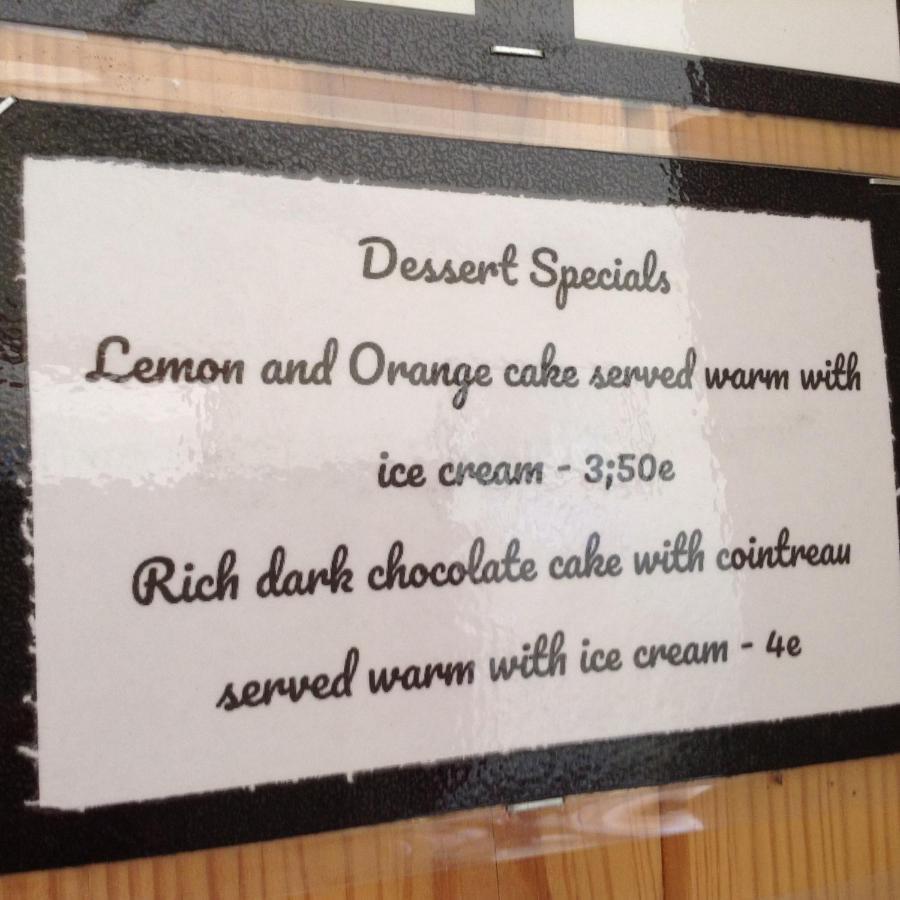 Dessert Specials
Lemon and Orange cake served warm with
ice cream - 3;50e
Rich dark chocolate cake with cointreau
served warm with ice cream - 4e